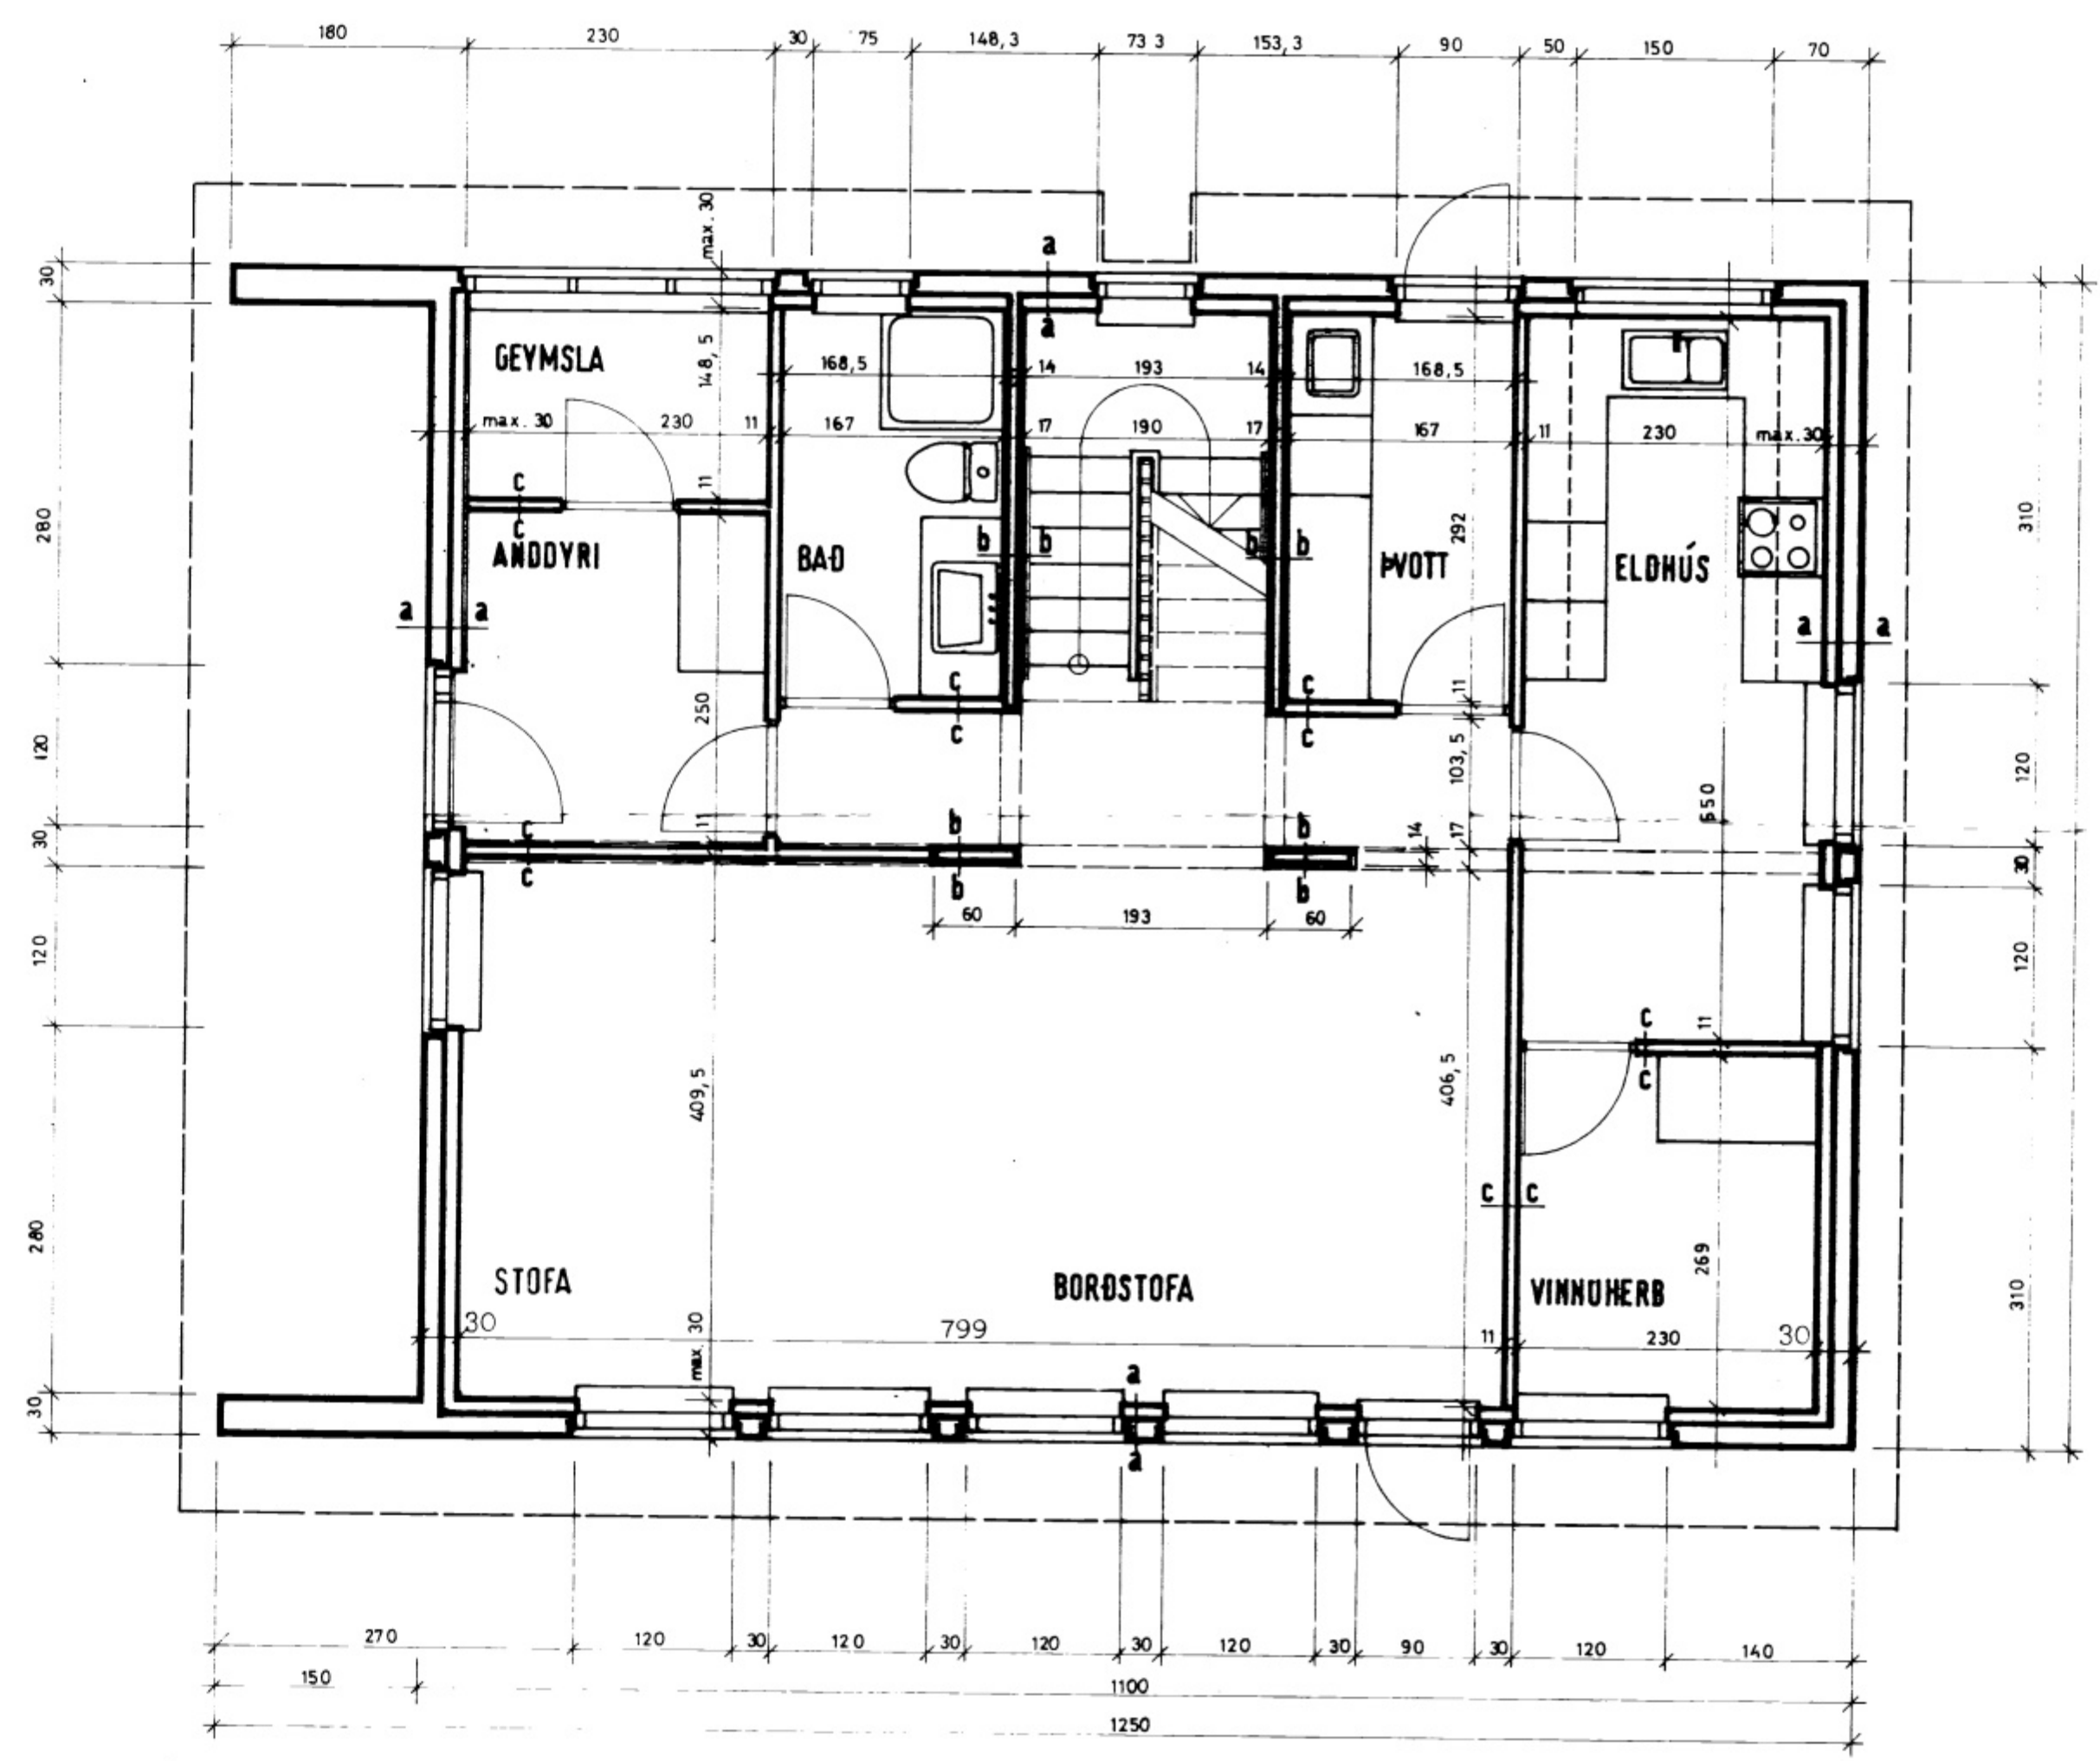 180 230 30 75 148,3 73 3 153,3 90 50 150 70
max. 30
30
a
a
GEYMSLA
148, 5
168,5 14 193 14 168,5
max. 30 230 11 167 17 190 17 167 11 230 max. 30
c
11
c
280
ANDDYRI
BAÐ
b b
b b
ÞVOTT
292
ELDHÚS
310
a a
a a
c
c
c
c
11
250
120
103, 5
650
120
30
c
11
c
b
b
b
b
14
17
30
60 193 60
120
120
c
11
c
409, 5
406, 5
c c
280
STOFA
BORÐSTOFA
VINNUHERB
269
310
30 799 11 230 30
max. 30
30
a
a
270 120 30 120 30 120 30 120 30 90 30 120 140
150 1100
1250